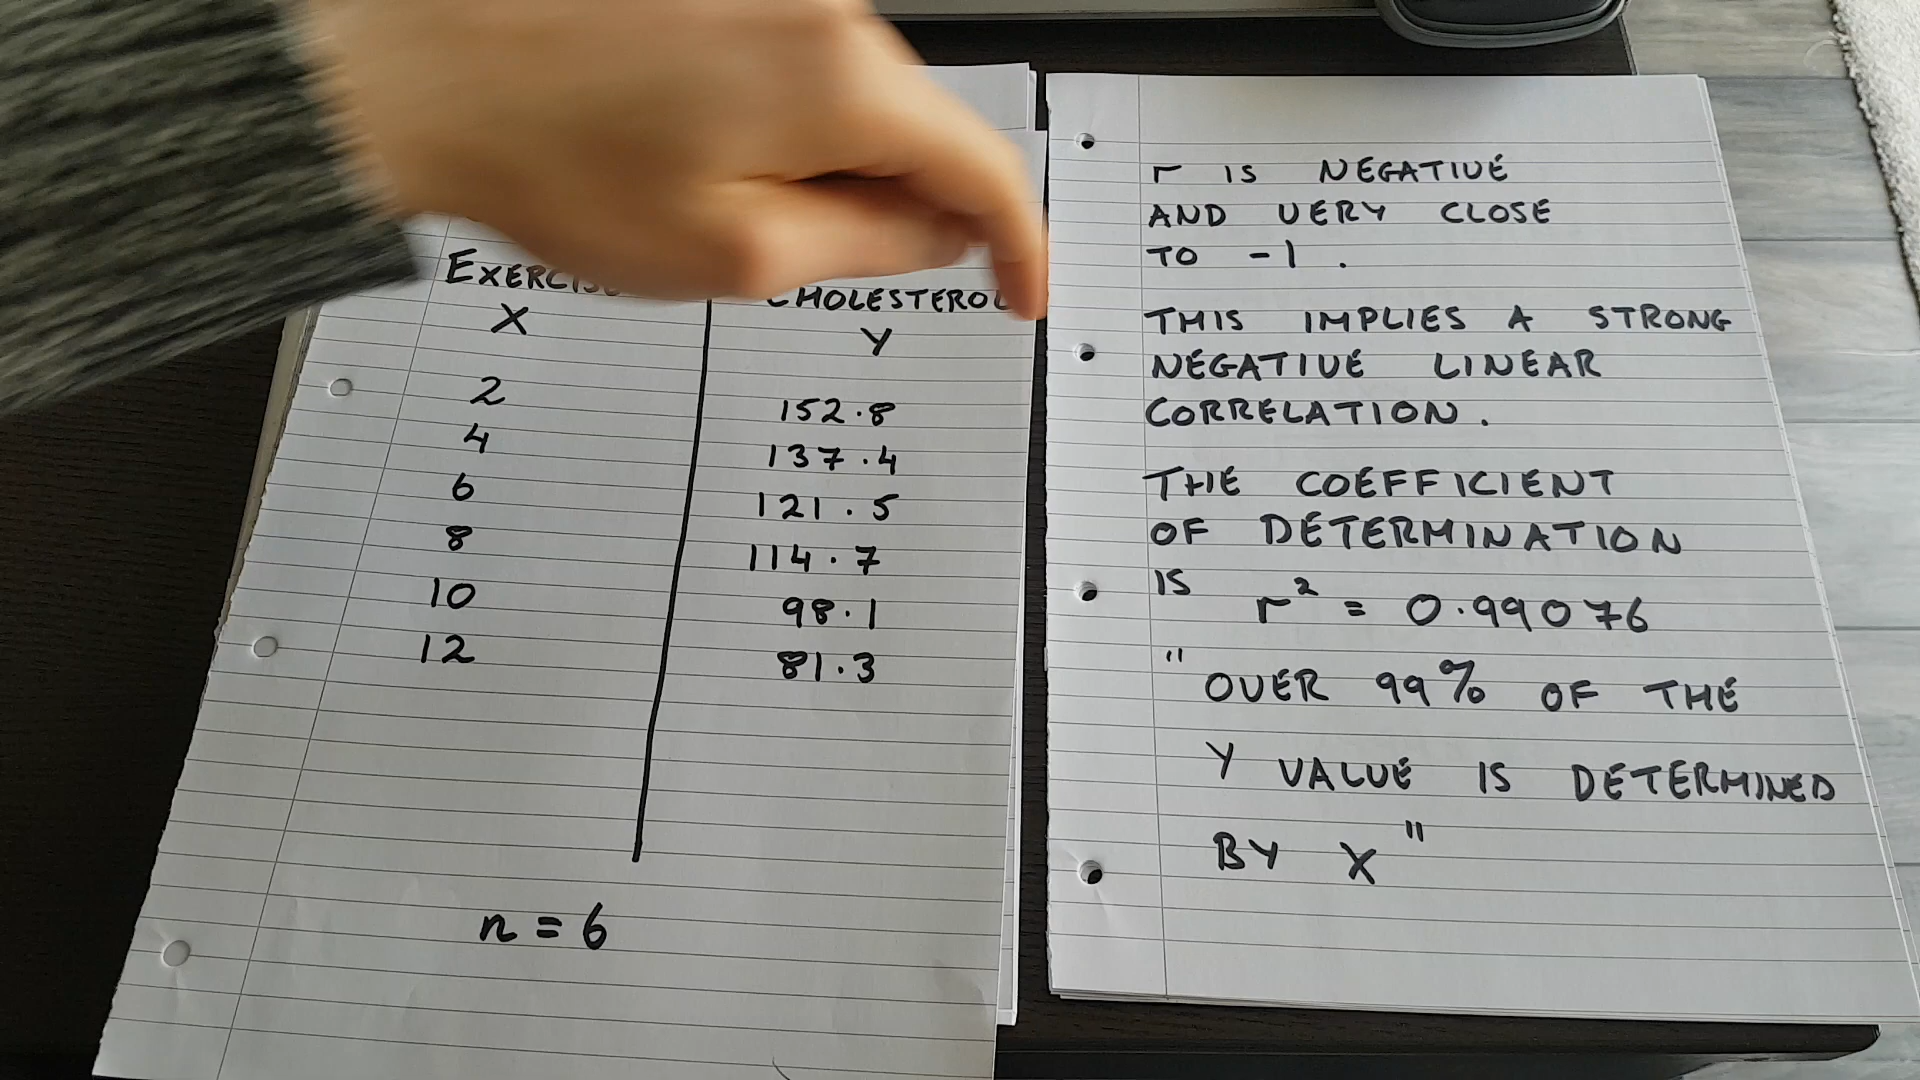 EXERCISE
CHOLESTEROL
X
Y
2
152.8
4
137.4
6
121.5
8
114.7
10
98.1
12
81.3
n = 6
r IS NEGATIVE
AND VERY CLOSE
TO -1.
THIS IMPLIES A STRONG
NEGATIVE LINEAR
CORRELATION.
THE COEFFICIENT
OF DETERMINATION
IS r² = 0.99076
"OVER 99% OF THE
Y VALUE IS DETERMINED
BY X"